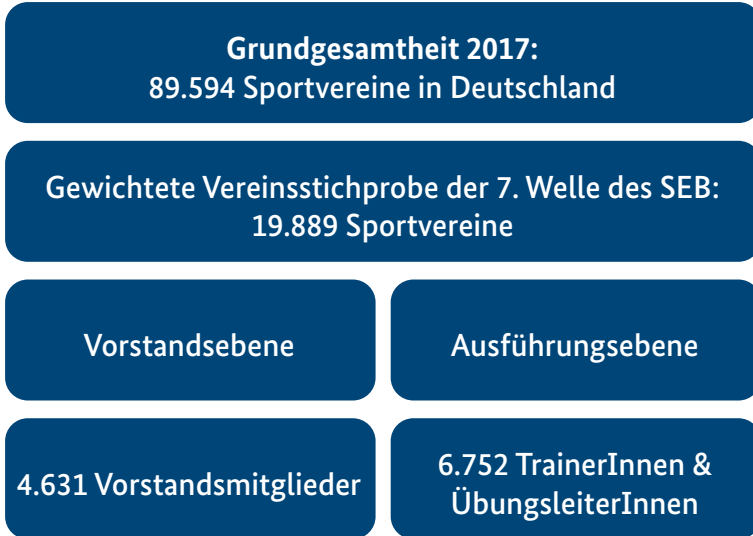 Grundgesamtheit 2017:
89.594 Sportvereine in Deutschland
Gewichtete Vereinsstichprobe der 7. Welle des SEB:
19.889 Sportvereine
Vorstandsebene
Ausführungsebene
4.631 Vorstandsmitglieder
6.752 TrainerInnen &
ÜbungsleiterInnen